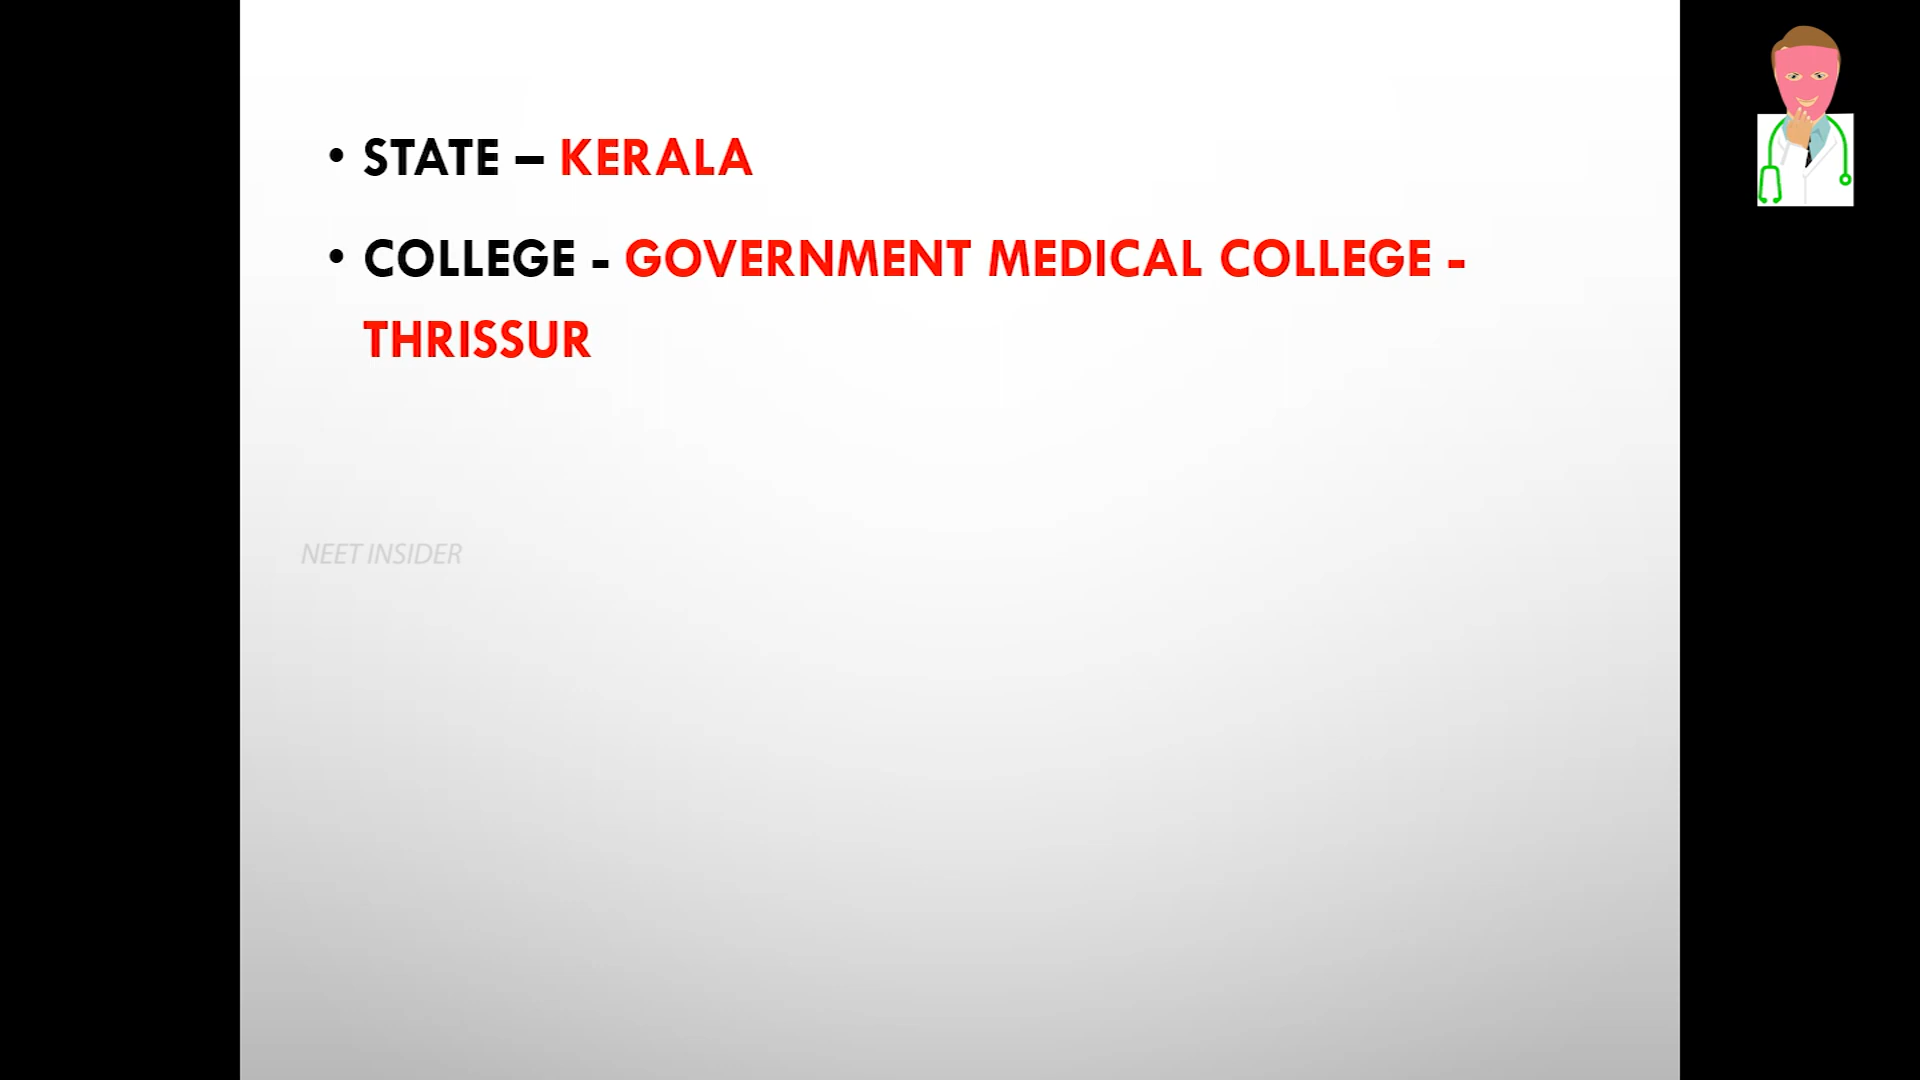 • STATE – KERALA
• COLLEGE - GOVERNMENT MEDICAL COLLEGE -
THRISSUR
NEET INSIDER